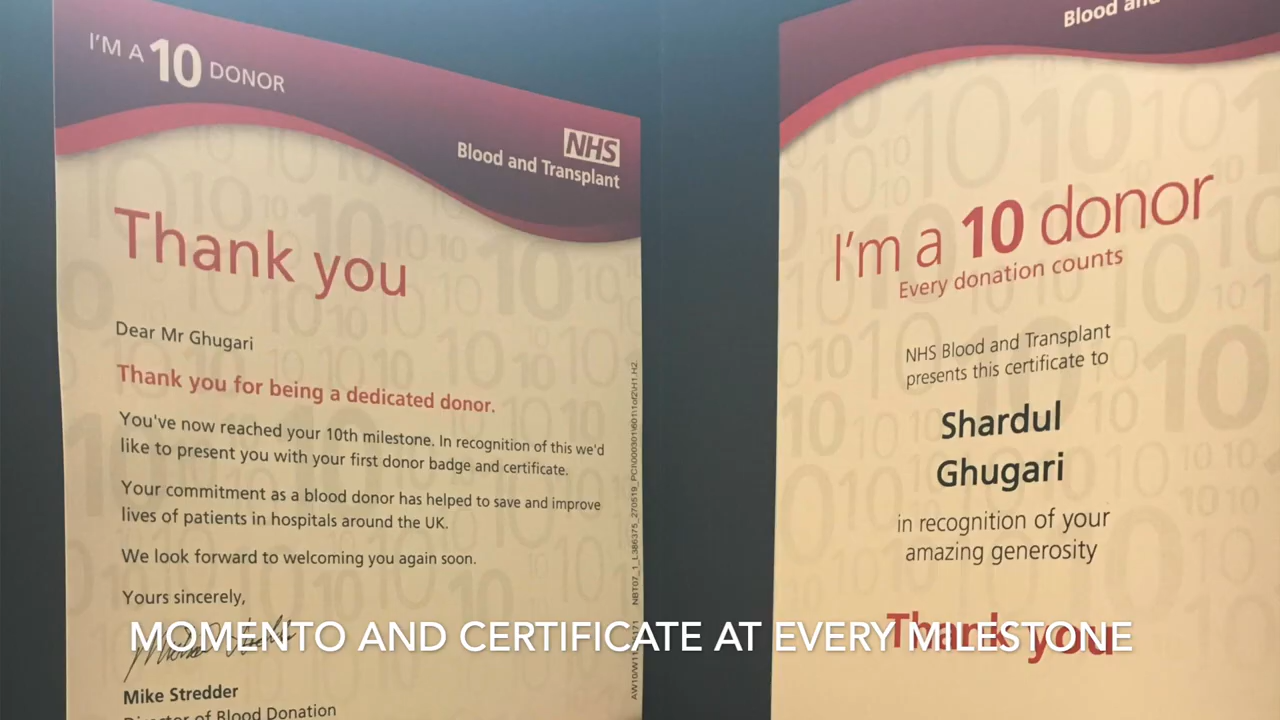 I'M A 10 DONOR
NHS
Blood and Transplant
Thank you
Dear Mr Ghugari
Thank you for being a dedicated donor.
You've now reached your 10th milestone. In recognition of this we'd
like to present you with your first donor badge and certificate.
Your commitment as a blood donor has helped to save and improve
lives of patients in hospitals around the UK.
We look forward to welcoming you again soon.
Yours sincerely,
Mike Stredder
Director of Blood Donation
Blood and
I'm a 10 donor
Every donation counts
NHS Blood and Transplant
presents this certificate to
Shardul
Ghugari
in recognition of your
amazing generosity
Thank you
MOMENTO AND CERTIFICATE AT EVERY MILESTONE